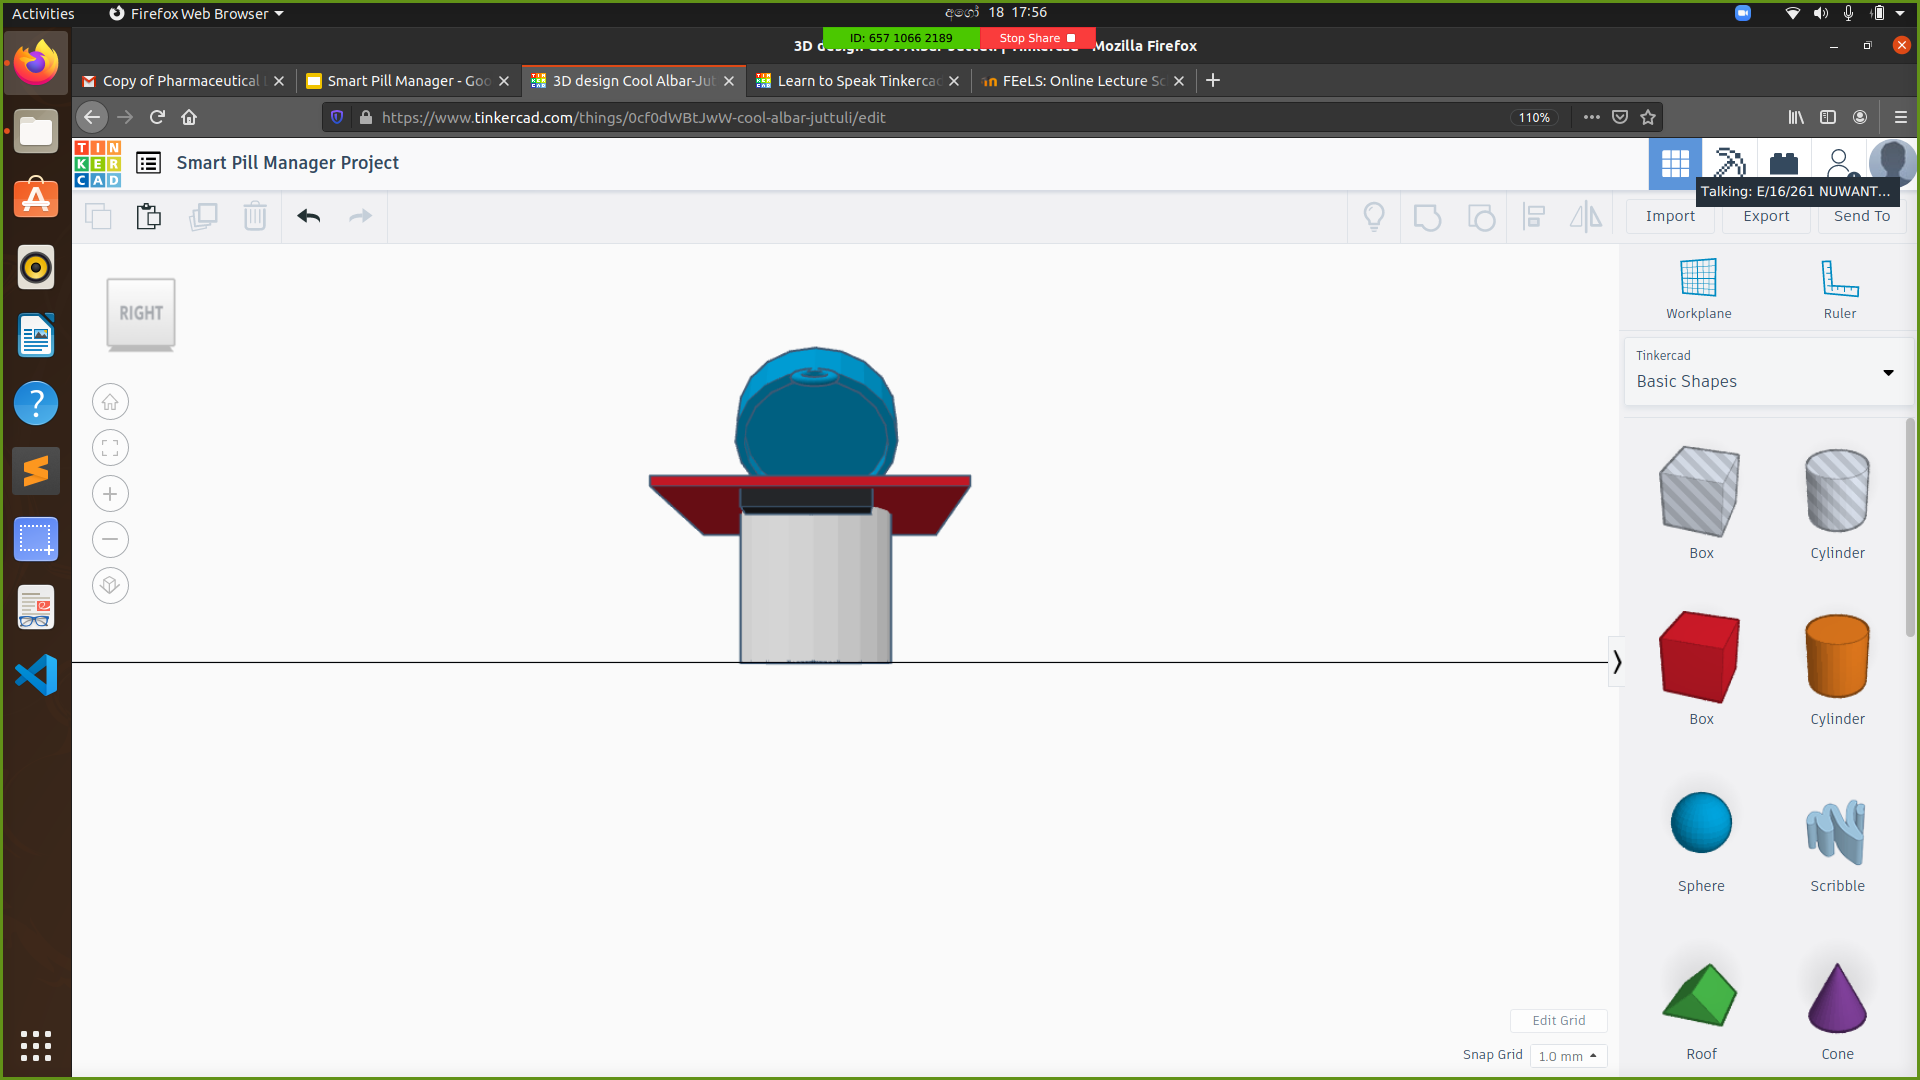 Activities
Firefox Web Browser
අගෝ 18 17:56
ID: 657 1066 2189
Stop Share
Mozilla Firefox
Copy of Pharmaceutical
Smart Pill Manager - Goo
3D design Cool Albar-Jut
Learn to Speak Tinkercad
FEeLS: Online Lecture Sc
https://www.tinkercad.com/things/0cf0dWBtJwW-cool-albar-juttuli/edit
110%
TIN
KER
CAD
Smart Pill Manager Project
Talking: E/16/261 NUWANT...
Import
Export
Send To
RIGHT
Workplane
Ruler
Tinkercad
Basic Shapes
Box
Cylinder
Box
Cylinder
Sphere
Scribble
Roof
Cone
Edit Grid
Snap Grid
1.0 mm